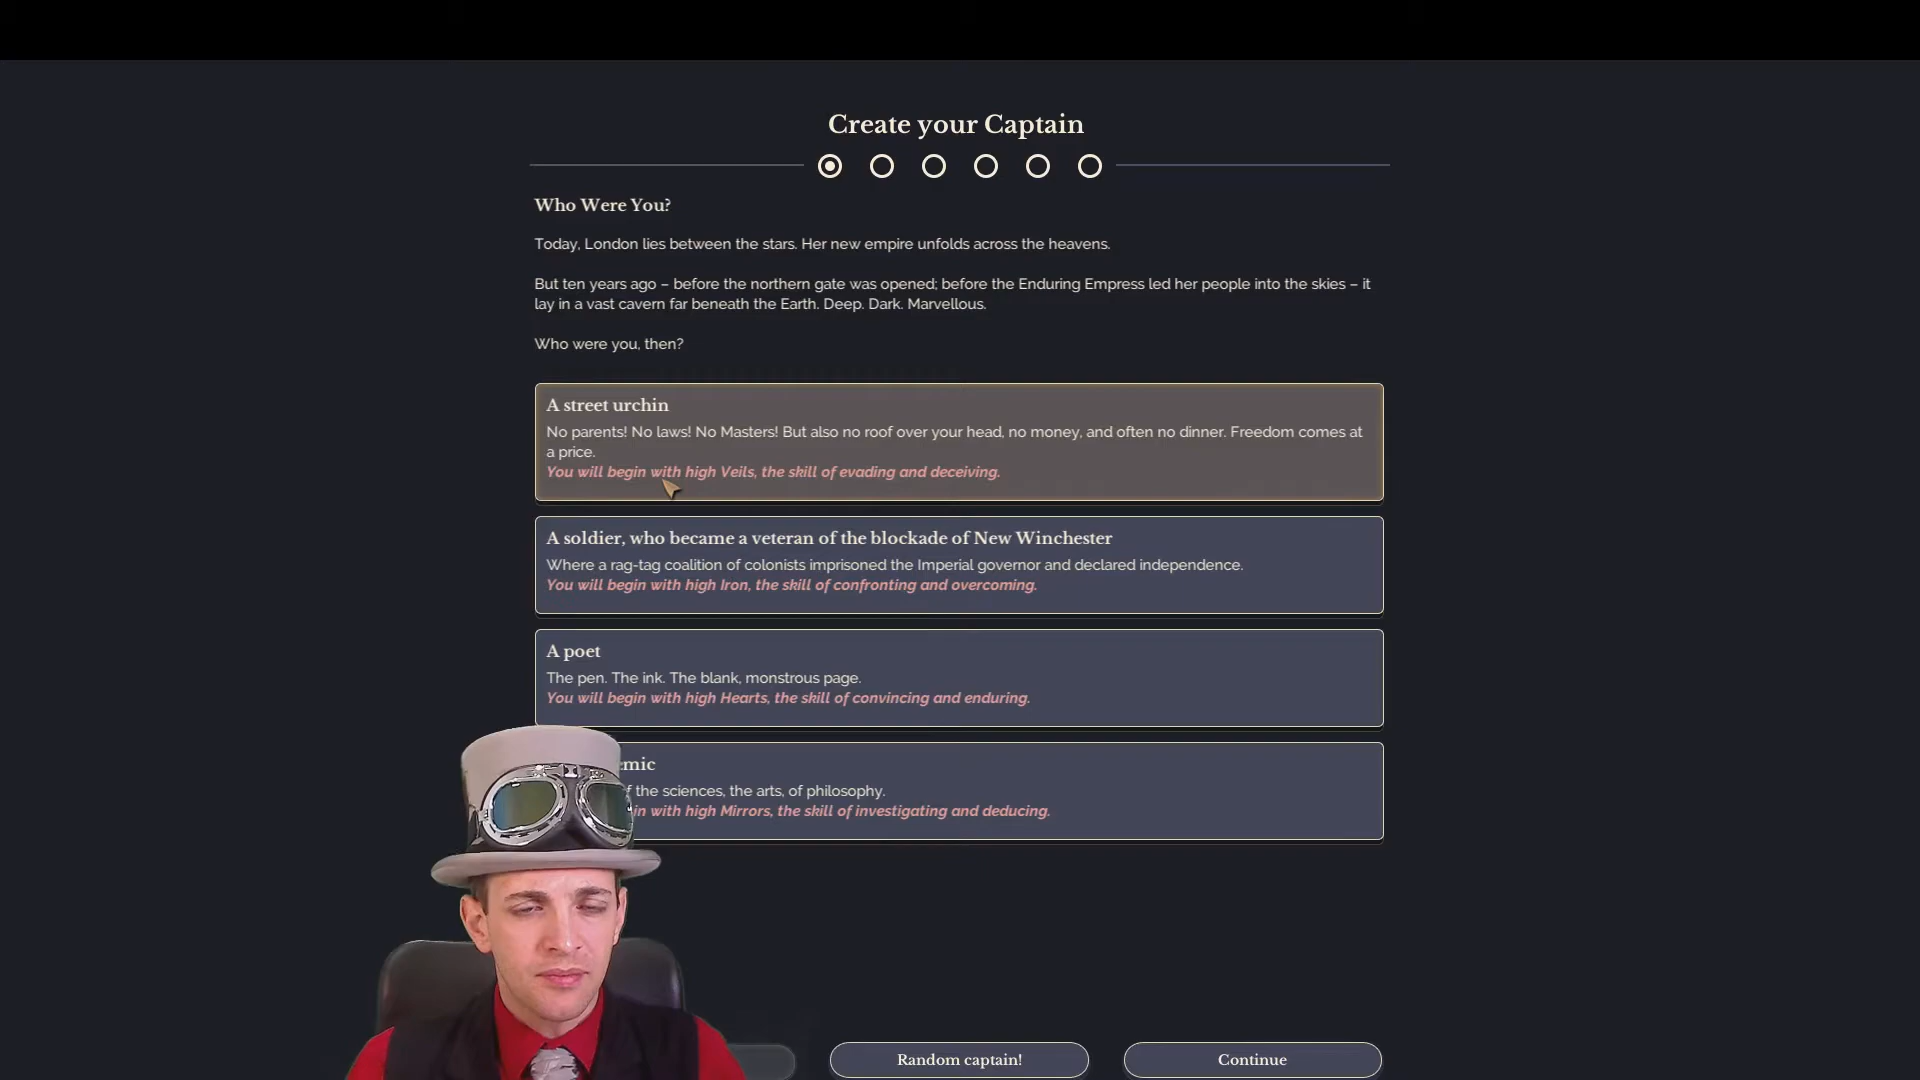 Create your Captain
Who Were You?
Today, London lies between the stars. Her new empire unfolds across the heavens.
But ten years ago – before the northern gate was opened; before the Enduring Empress led her people into the skies – it
lay in a vast cavern far beneath the Earth. Deep. Dark. Marvellous.
Who were you, then?
A street urchin
No parents! No laws! No Masters! But also no roof over your head, no money, and often no dinner. Freedom comes at
a price.
You will begin with high Veils, the skill of evading and deceiving.
A soldier, who became a veteran of the blockade of New Winchester
Where a rag-tag coalition of colonists imprisoned the Imperial governor and declared independence.
You will begin with high Iron, the skill of confronting and overcoming.
A poet
The pen. The ink. The blank, monstrous page.
You will begin with high Hearts, the skill of convincing and enduring.
the sciences, the arts, of philosophy.
with high Mirrors, the skill of investigating and deducing.
Random captain!
Continue